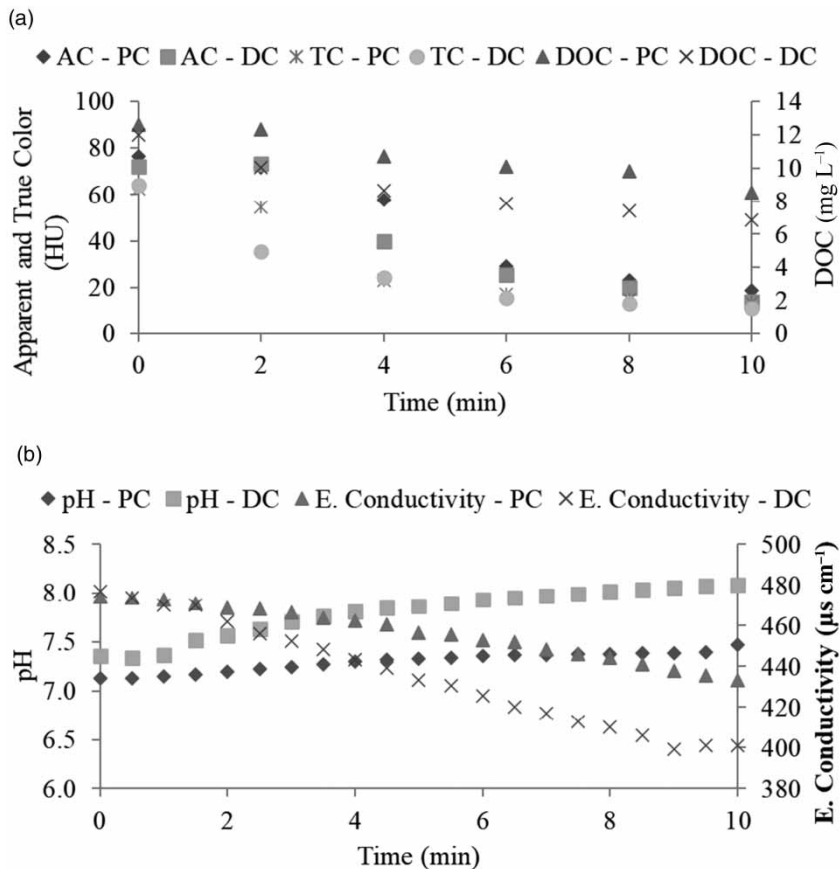 (a)
AC - PC AC - DC TC - PC TC - DC DOC - PC DOC - DC
100
80
60
40
20
0
Apparent and True Color
(HU)
14
12
10
8
6
4
2
0
DOC (mg L⁻¹)
0 2 4 6 8 10
Time (min)
(b)
pH - PC pH - DC E. Conductivity - PC E. Conductivity - DC
8.5
8.0
7.5
7.0
6.5
6.0
pH
500
480
460
440
420
400
380
E. Conductivity (µs cm⁻¹)
0 2 4 6 8 10
Time (min)